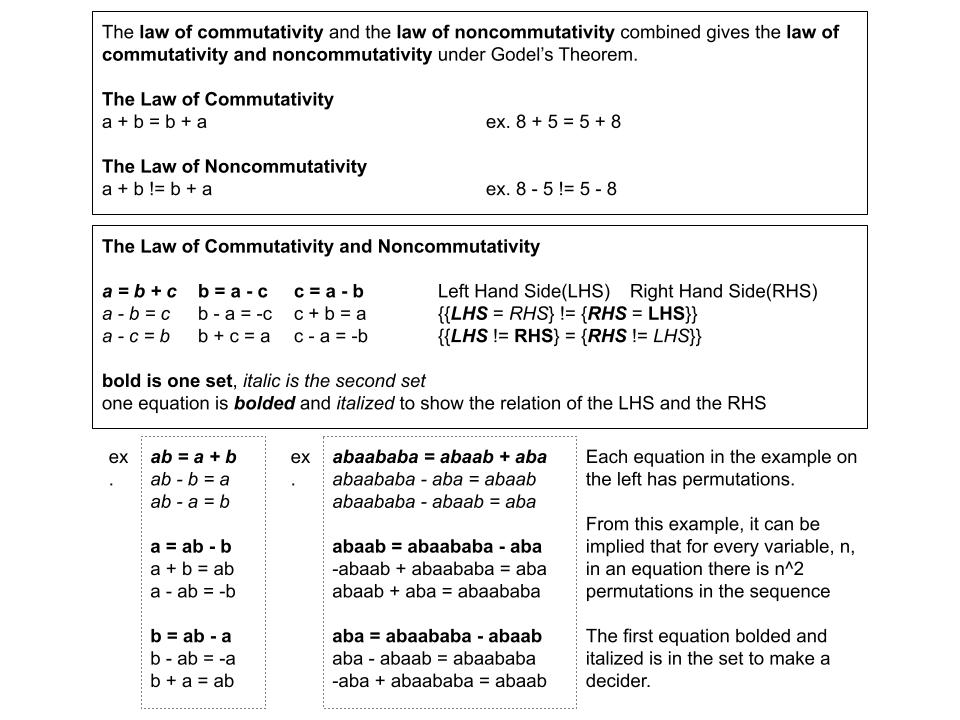 The law of commutativity and the law of noncommutativity combined gives the law of
commutativity and noncommutativity under Godel's Theorem.
The Law of Commutativity
a + b = b + a ex. 8 + 5 = 5 + 8
The Law of Noncommutativity
a + b != b + a ex. 8 - 5 != 5 - 8
The Law of Commutativity and Noncommutativity
a = b + c b = a - c c = a - b Left Hand Side(LHS) Right Hand Side(RHS)
a - b = c b - a = -c c + b = a {{LHS = RHS} != {RHS = LHS}}
a - c = b b + c = a c - a = -b {{LHS != RHS} = {RHS != LHS}}
bold is one set, italic is the second set
one equation is bolded and italized to show the relation of the LHS and the RHS
ex
.
ab = a + b
ab - b = a
ab - a = b
a = ab - b
a + b = ab
a - ab = -b
b = ab - a
b - ab = -a
b + a = ab
ex
.
abaababa = abaab + aba
abaababa - aba = abaab
abaababa - abaab = aba
abaab = abaababa - aba
-abaab + abaababa = aba
abaab + aba = abaababa
aba = abaababa - abaab
aba - abaab = abaababa
-aba + abaababa = abaab
Each equation in the example on
the left has permutations.
From this example, it can be
implied that for every variable, n,
in an equation there is n^2
permutations in the sequence
The first equation bolded and
italized is in the set to make a
decider.